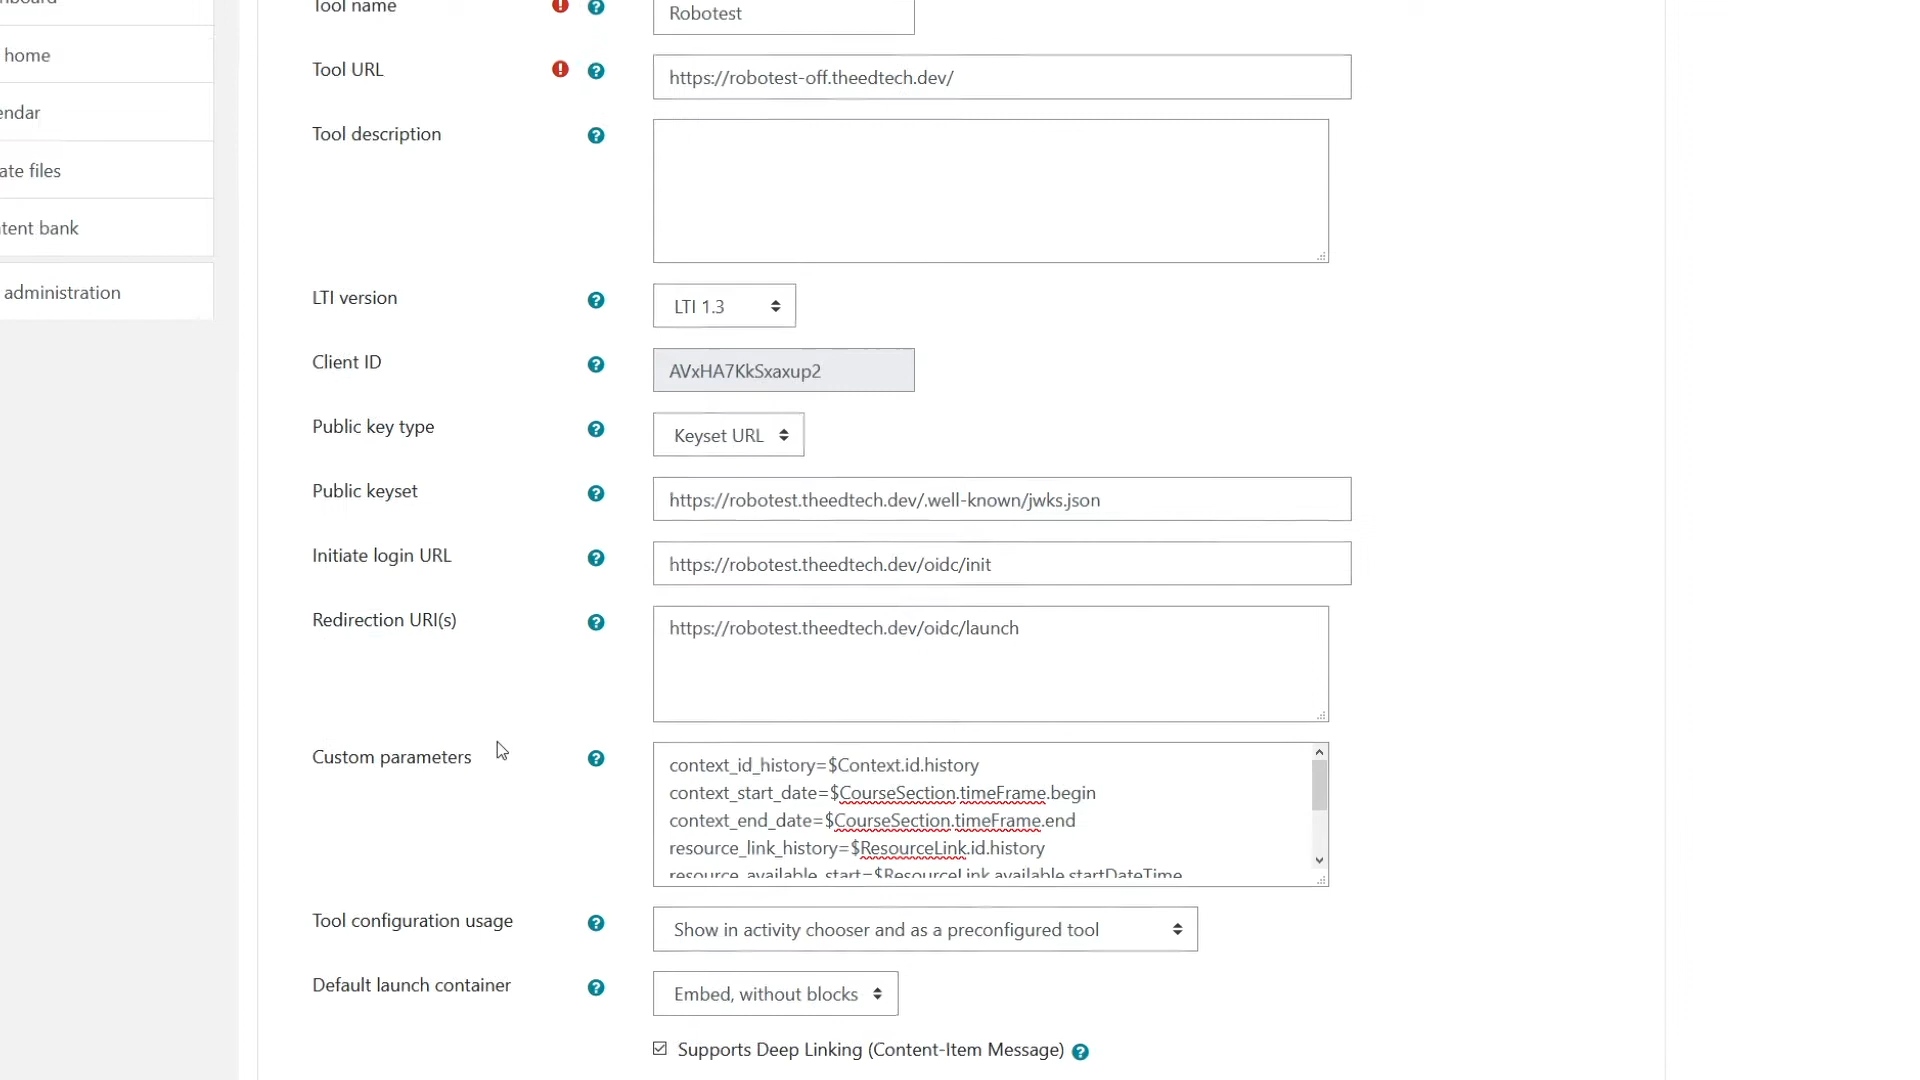 Tool name
Robotest
home
Tool URL
https://robotest-off.theedtech.dev/
endar
Tool description
ate files
tent bank
administration
LTI version
LTI 1.3
Client ID
AVxHA7KkSxaxup2
Public key type
Keyset URL
Public keyset
https://robotest.theedtech.dev/.well-known/jwks.json
Initiate login URL
https://robotest.theedtech.dev/oidc/init
Redirection URI(s)
https://robotest.theedtech.dev/oidc/launch
Custom parameters
context_id_history=$Context.id.history
context_start_date=$CourseSection.timeFrame.begin
context_end_date=$CourseSection.timeFrame.end
resource_link_history=$ResourceLink.id.history
resource_available_start=$ResourceLink.available.startDateTime
Tool configuration usage
Show in activity chooser and as a preconfigured tool
Default launch container
Embed, without blocks
Supports Deep Linking (Content-Item Message)